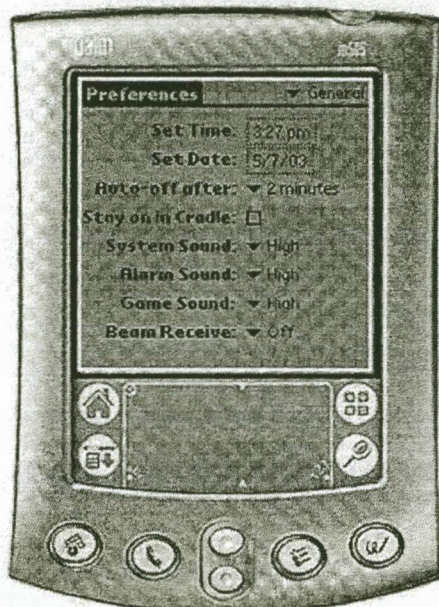 m515
Preferences
General
Set Time: 3:27 pm
Set Date: 5/7/03
Auto-off after: 2 minutes
Stay on in Cradle:
System Sound: High
Alarm Sound: High
Game Sound: High
Beam Receive: Off